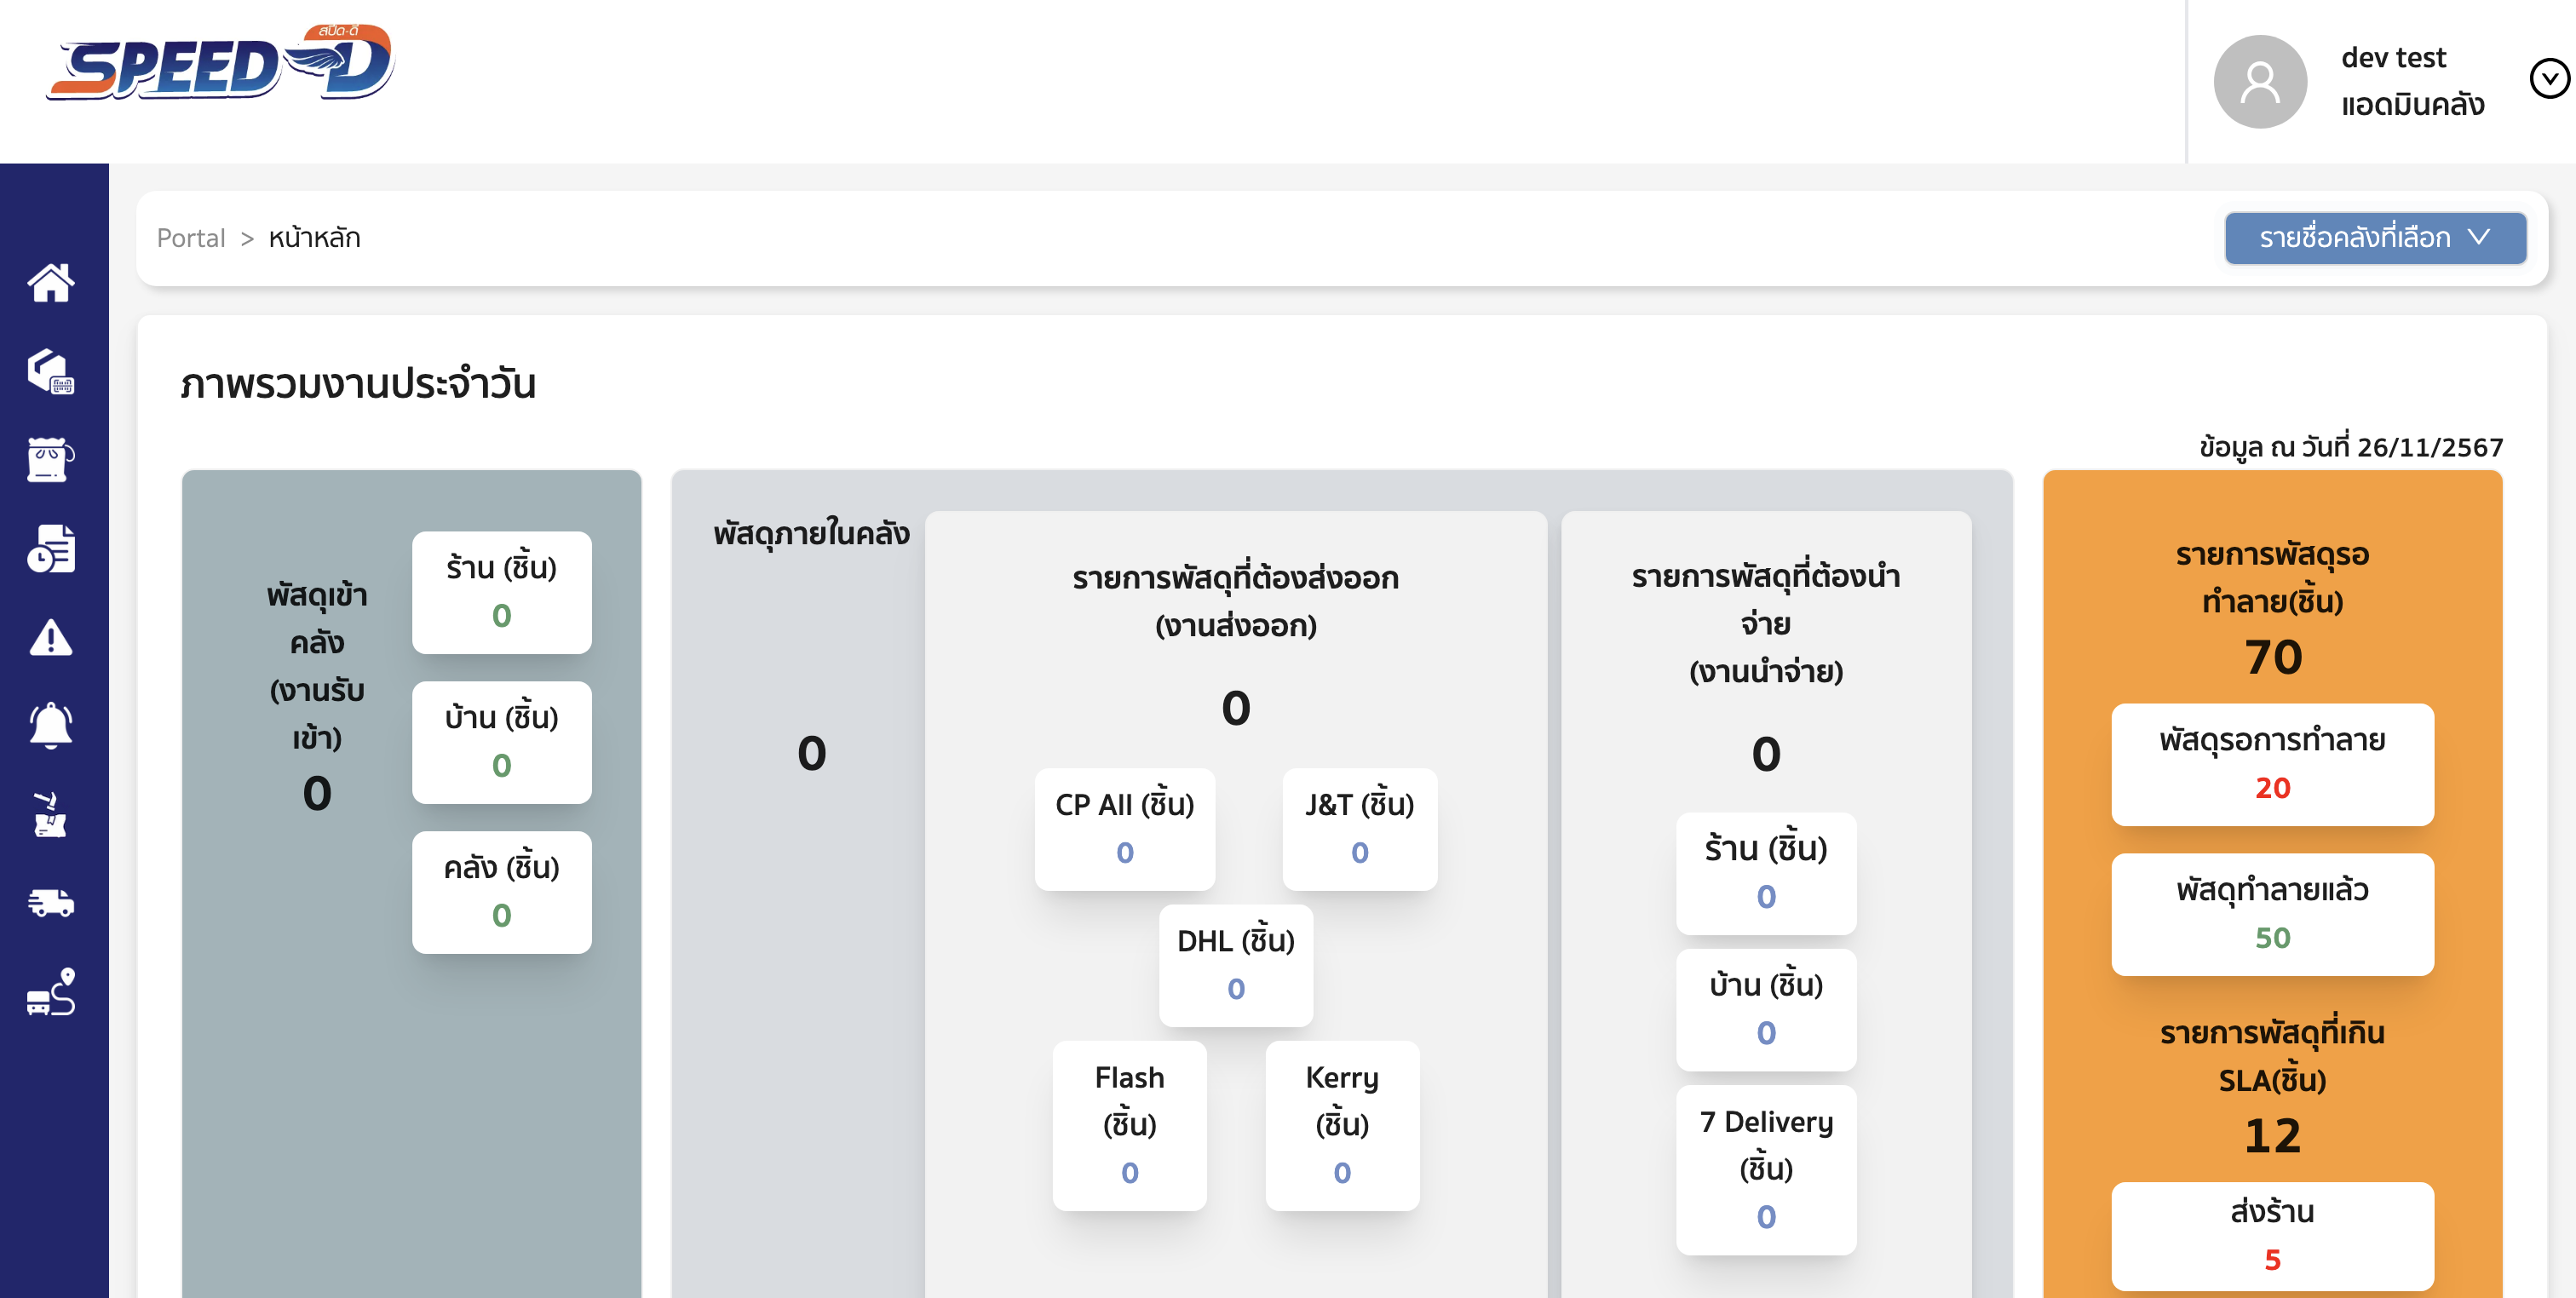 สปีด-ดี
SPEED-D
dev test
แอดมินคลัง
Portal > หน้าหลัก
รายชื่อคลังที่เลือก
ภาพรวมงานประจำวัน
ข้อมูล ณ วันที่ 26/11/2567
พัสดุเข้า
คลัง
(งานรับ
เข้า)
0
ร้าน (ชิ้น)
0
บ้าน (ชิ้น)
0
คลัง (ชิ้น)
0
พัสดุภายในคลัง
0
รายการพัสดุที่ต้องส่งออก
(งานส่งออก)
0
CP All (ชิ้น)
0
J&T (ชิ้น)
0
DHL (ชิ้น)
0
Flash
(ชิ้น)
0
Kerry
(ชิ้น)
0
รายการพัสดุที่ต้องนำ
จ่าย
(งานนำจ่าย)
0
ร้าน (ชิ้น)
0
บ้าน (ชิ้น)
0
7 Delivery
(ชิ้น)
0
รายการพัสดุรอ
ทำลาย(ชิ้น)
70
พัสดุรอการทำลาย
20
พัสดุทำลายแล้ว
50
รายการพัสดุที่เกิน
SLA(ชิ้น)
12
ส่งร้าน
5